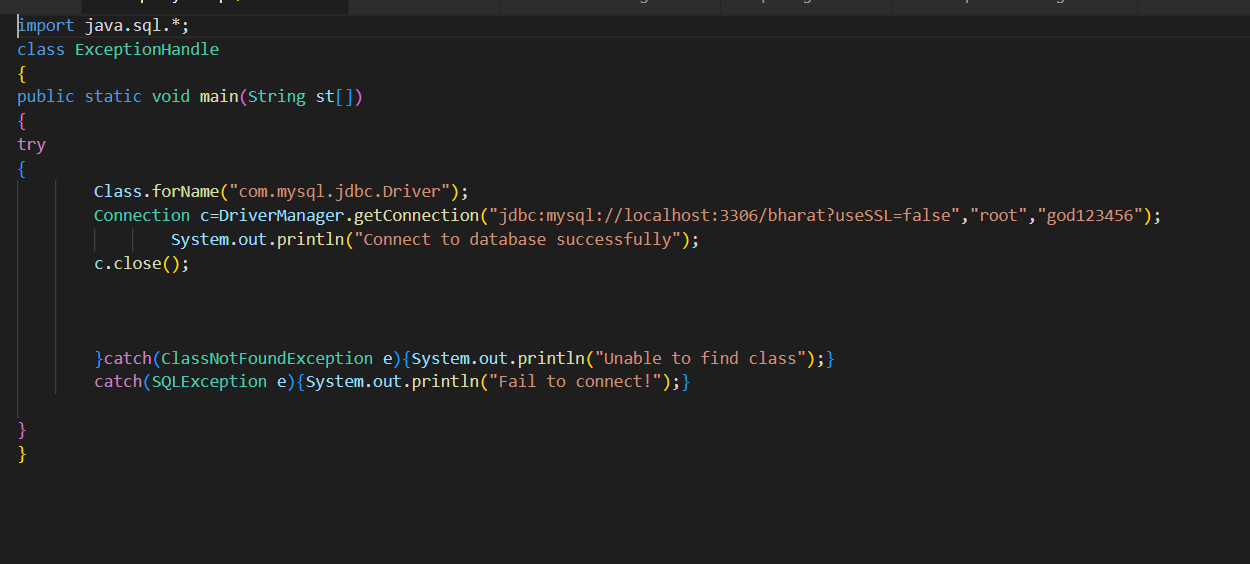 import java.sql.*;
class ExceptionHandle
{
public static void main(String st[])
{
try
{
Class.forName("com.mysql.jdbc.Driver");
Connection c=DriverManager.getConnection("jdbc:mysql://localhost:3306/bharat?useSSL=false","root","god123456");
System.out.println("Connect to database successfully");
c.close();
}catch(ClassNotFoundException e){System.out.println("Unable to find class");}
catch(SQLException e){System.out.println("Fail to connect!");}
}
}